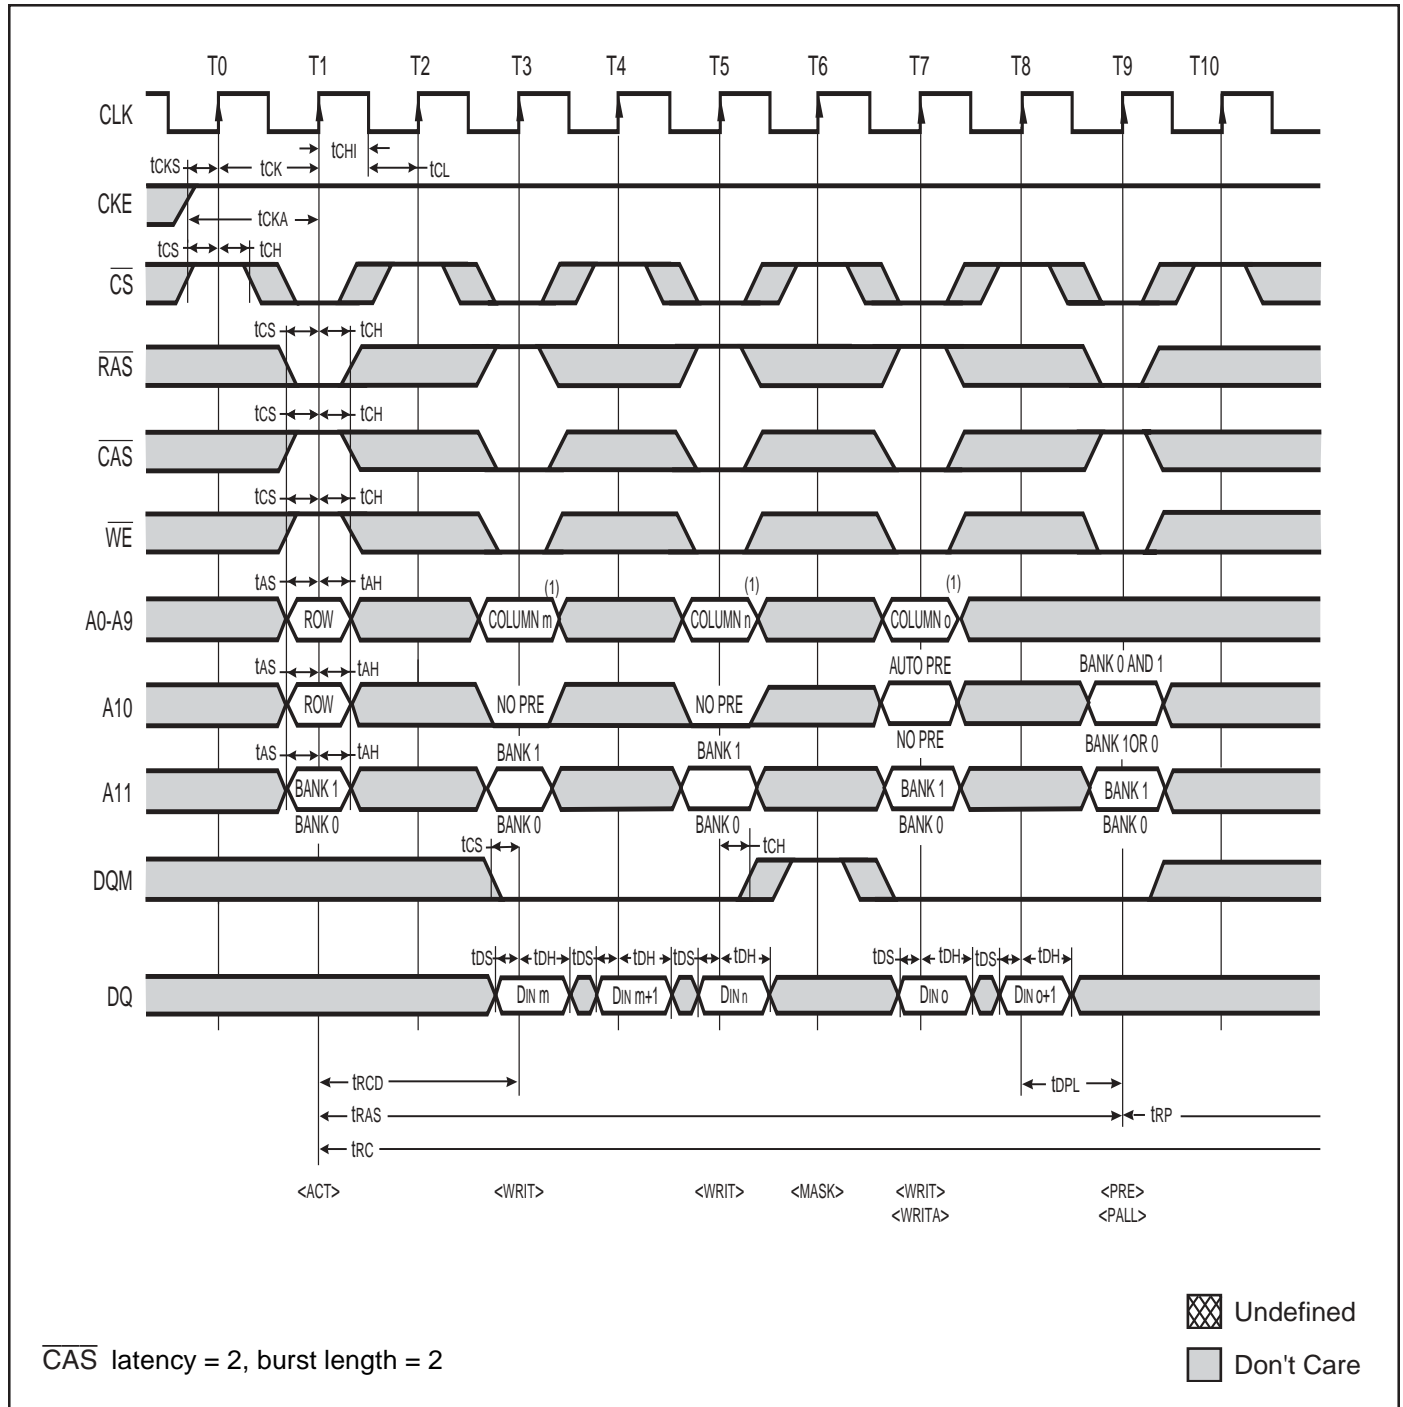 T0 T1 T2 T3 T4 T5 T6 T7 T8 T9 T10
CLK
tCHI
tCKS tCK tCL
CKE
tCKA
tCS tCH
CS
tCS tCH
RAS
tCS tCH
CAS
tCS tCH
WE
tAS tAH (1) (1) (1)
A0-A9 ROW COLUMN m COLUMN n COLUMN o
tAS tAH AUTO PRE BANK 0 AND 1
A10 ROW NO PRE NO PRE
NO PRE BANK 1OR 0
tAS tAH BANK 1 BANK 1
A11 BANK 1 BANK 1 BANK 1
BANK 0 BANK 0 BANK 0 BANK 0 BANK 0
tCS tCH
DQM
tDS tDH tDS tDH tDS tDH tDS tDH tDS tDH
DQ DIN m DIN m+1 DIN n DIN o DIN o+1
tRCD tDPL
tRAS tRP
tRC
<ACT> <WRIT> <WRIT> <MASK> <WRIT> <PRE>
<WRITA> <PALL>
Undefined
CAS latency = 2, burst length = 2
Don't Care